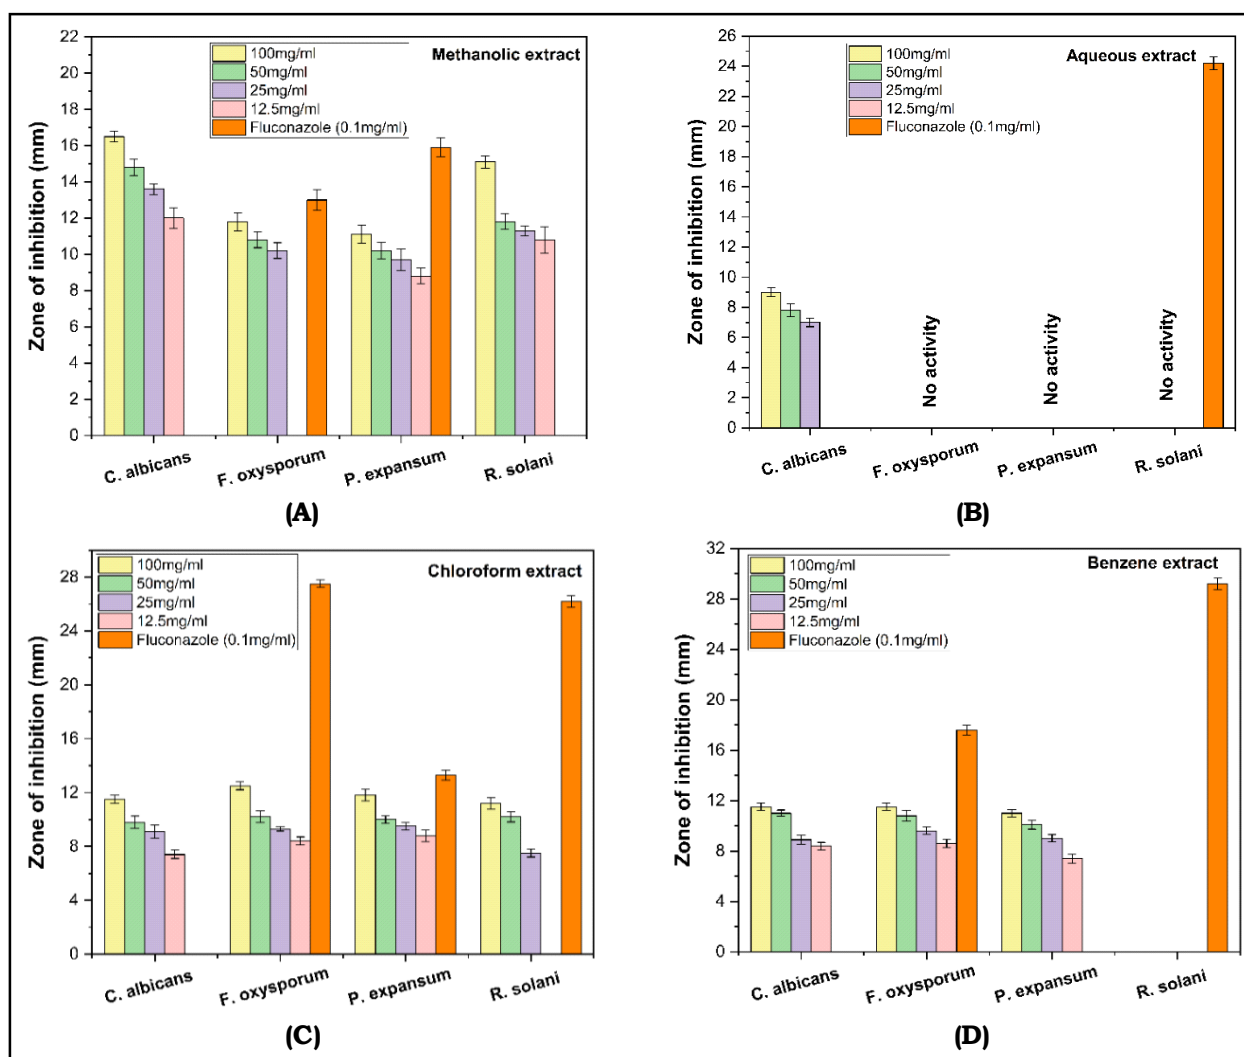 Methanolic extract
100mg/ml
50mg/ml
25mg/ml
12.5mg/ml
Fluconazole (0.1mg/ml)
Zone of inhibition (mm)
22
20
18
16
14
12
10
8
6
4
2
0
C. albicans
F. oxysporum
P. expansum
R. solani
(A)
Aqueous extract
100mg/ml
50mg/ml
25mg/ml
12.5mg/ml
Fluconazole (0.1mg/ml)
Zone of inhibition (mm)
26
24
22
20
18
16
14
12
10
8
6
4
2
0
No activity
No activity
No activity
C. albicans
F. oxysporum
P. expansum
R. solani
(B)
Chloroform extract
100mg/ml
50mg/ml
25mg/ml
12.5mg/ml
Fluconazole (0.1mg/ml)
Zone of inhibition (mm)
28
24
20
16
12
8
4
0
C. albicans
F. oxysporum
P. expansum
R. solani
(C)
Benzene extract
100mg/ml
50mg/ml
25mg/ml
12.5mg/ml
Fluconazole (0.1mg/ml)
Zone of inhibition (mm)
32
28
24
20
16
12
8
4
0
C. albicans
F. oxysporum
P. expansum
R. solani
(D)